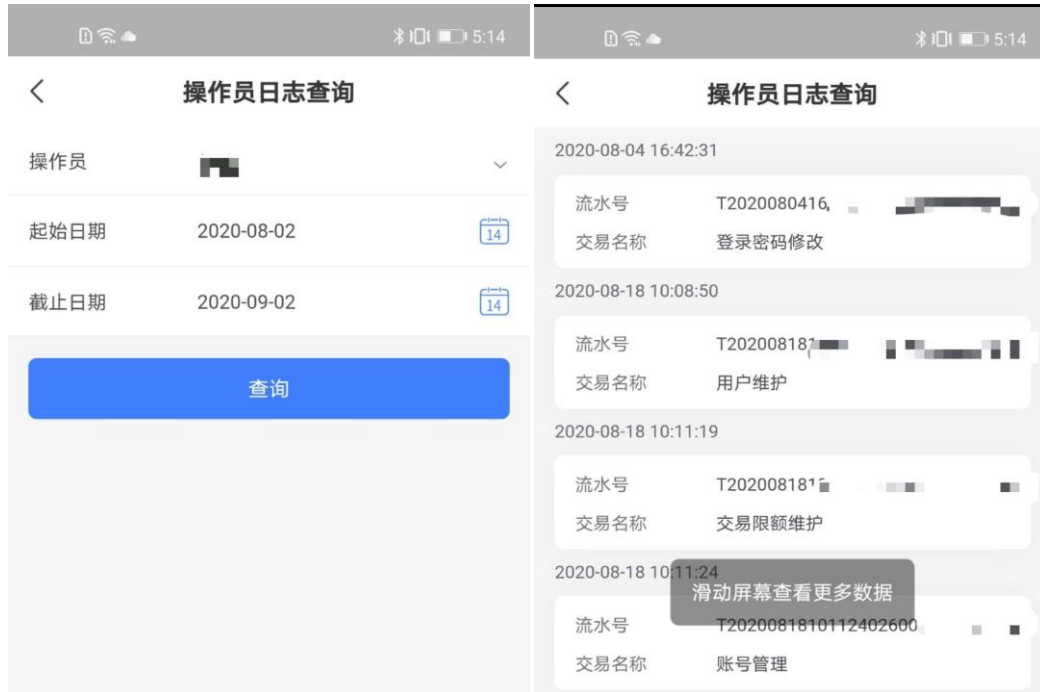 5:14
操作员日志查询
操作员
起始日期 2020-08-02 14
截止日期 2020-09-02 14
查询
5:14
操作员日志查询
2020-08-04 16:42:31
流水号 T2020080416
交易名称 登录密码修改
2020-08-18 10:08:50
流水号 T202008181
交易名称 用户维护
2020-08-18 10:11:19
流水号 T202008181
交易名称 交易限额维护
2020-08-18 10:11:24
滑动屏幕查看更多数据
流水号 T2020081810112402600
交易名称 账号管理